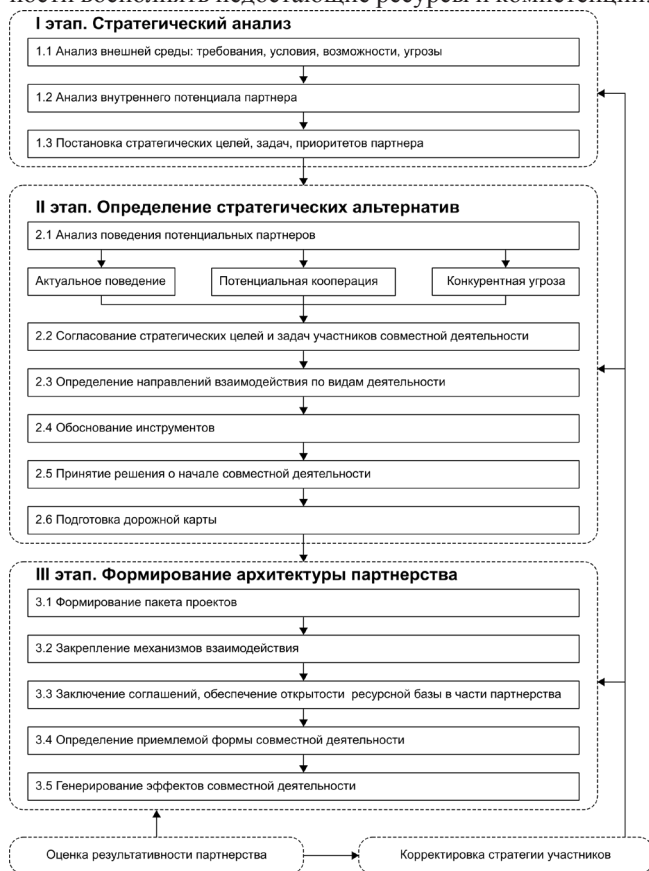 ности восполнять недостающие ресурсы и компетенции.
I этап. Стратегический анализ
1.1 Анализ внешней среды: требования, условия, возможности, угрозы
1.2 Анализ внутреннего потенциала партнера
1.3 Постановка стратегических целей, задач, приоритетов партнера
II этап. Определение стратегических альтернатив
2.1 Анализ поведения потенциальных партнеров
Актуальное поведение
Потенциальная кооперация
Конкурентная угроза
2.2 Согласование стратегических целей и задач участников совместной деятельности
2.3 Определение направлений взаимодействия по видам деятельности
2.4 Обоснование инструментов
2.5 Принятие решения о начале совместной деятельности
2.6 Подготовка дорожной карты
III этап. Формирование архитектуры партнерства
3.1 Формирование пакета проектов
3.2 Закрепление механизмов взаимодействия
3.3 Заключение соглашений, обеспечение открытости ресурсной базы в части партнерства
3.4 Определение приемлемой формы совместной деятельности
3.5 Генерирование эффектов совместной деятельности
Оценка результативности партнерства
Корректировка стратегии участников